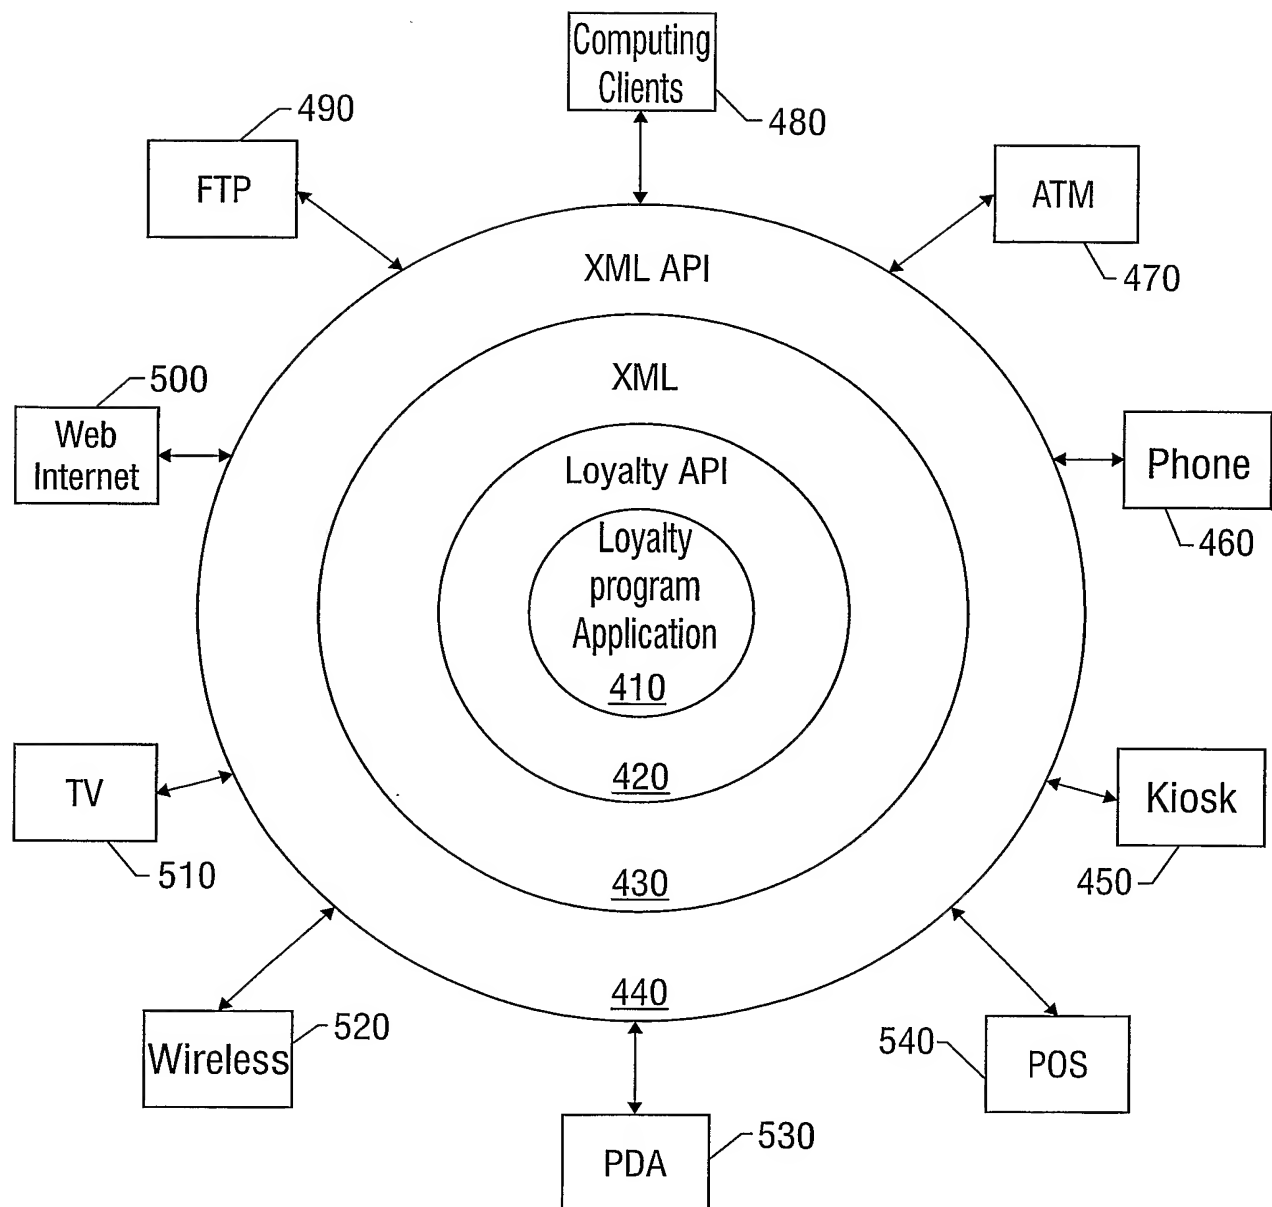 Computing
Clients
480
490
FTP
ATM
470
XML API
XML
500
Web
Internet
Loyalty API
Phone
460
Loyalty
program
Application
410
420
TV
510
Kiosk
450
430
440
Wireless
520
540
POS
PDA
530